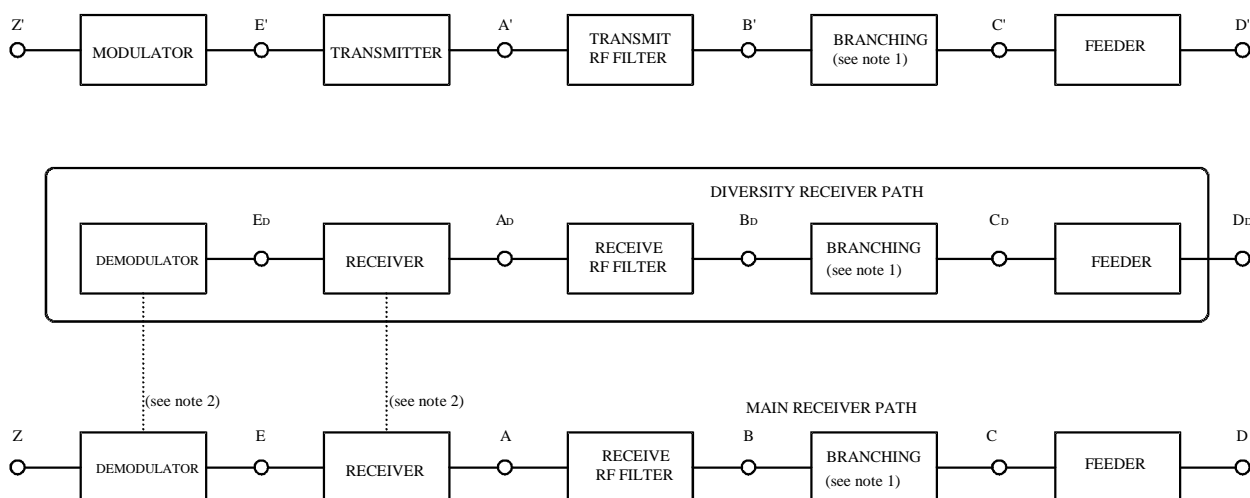 Z' E' A' B' C' D'
MODULATOR
TRANSMITTER
TRANSMIT
RF FILTER
BRANCHING
(see note 1)
FEEDER
DIVERSITY RECEIVER PATH
ED AD BD CD DD
DEMODULATOR
RECEIVER
RECEIVE
RF FILTER
BRANCHING
(see note 1)
FEEDER
(see note 2) (see note 2)
MAIN RECEIVER PATH
Z E A B C D
DEMODULATOR
RECEIVER
RECEIVE
RF FILTER
BRANCHING
(see note 1)
FEEDER